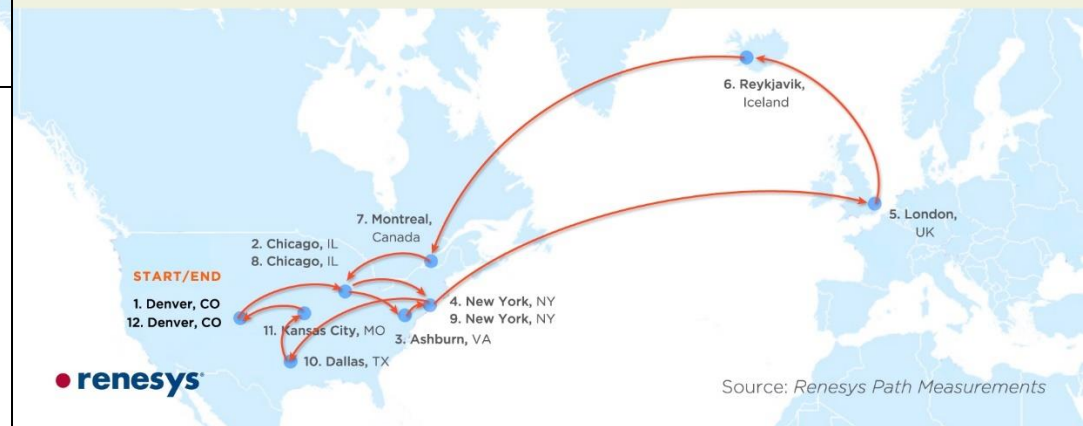 6. Reykjavik,
Iceland
7. Montreal,
Canada
5. London,
UK
2. Chicago, IL
8. Chicago, IL
START/END
1. Denver, CO
12. Denver, CO
4. New York, NY
9. New York, NY
11. Kansas City, MO
3. Ashburn, VA
10. Dallas, TX
renesys
Source: Renesys Path Measurements